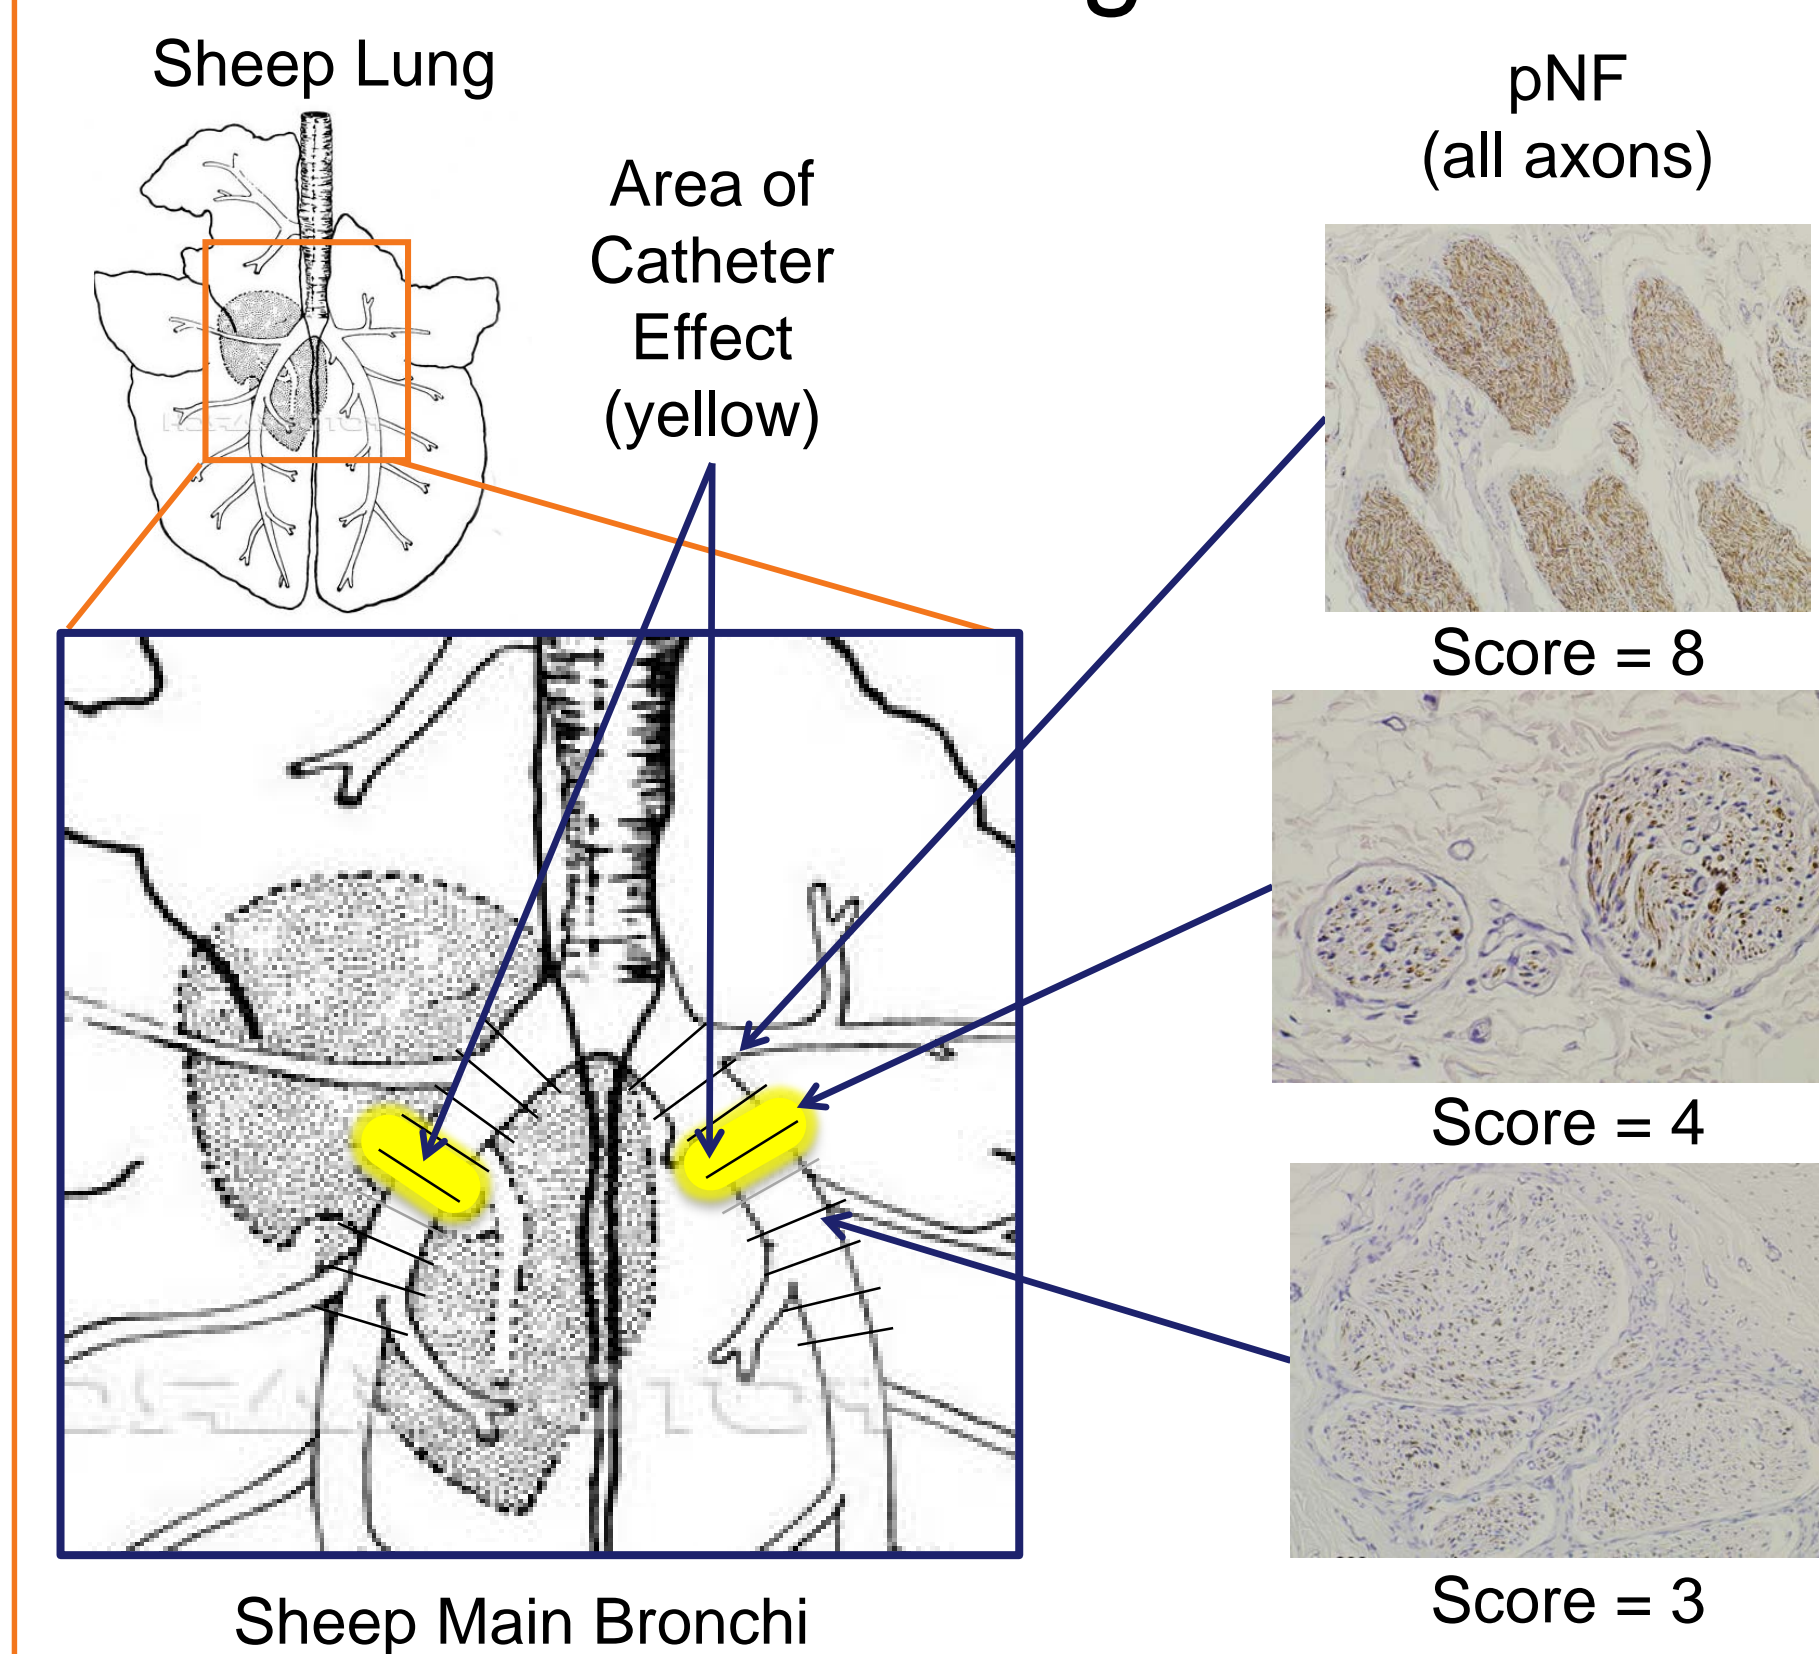 Sheep Lung
Area of
Catheter
Effect
(yellow)
pNF
(all axons)
Score = 8
Score = 4
Score = 3
Sheep Main Bronchi